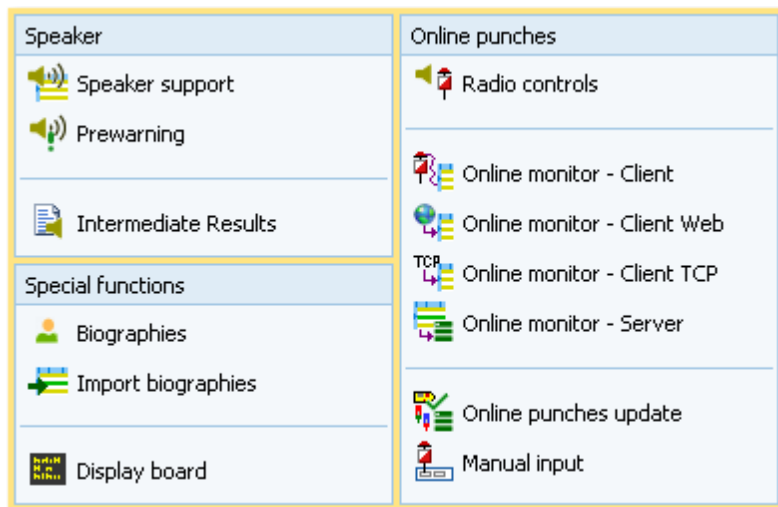 Speaker
Speaker support
Prewarning
Intermediate Results
Special functions
Biographies
Import biographies
Display board
Online punches
Radio controls
Online monitor - Client
Online monitor - Client Web
TCP
Online monitor - Client TCP
Online monitor - Server
Online punches update
Manual input